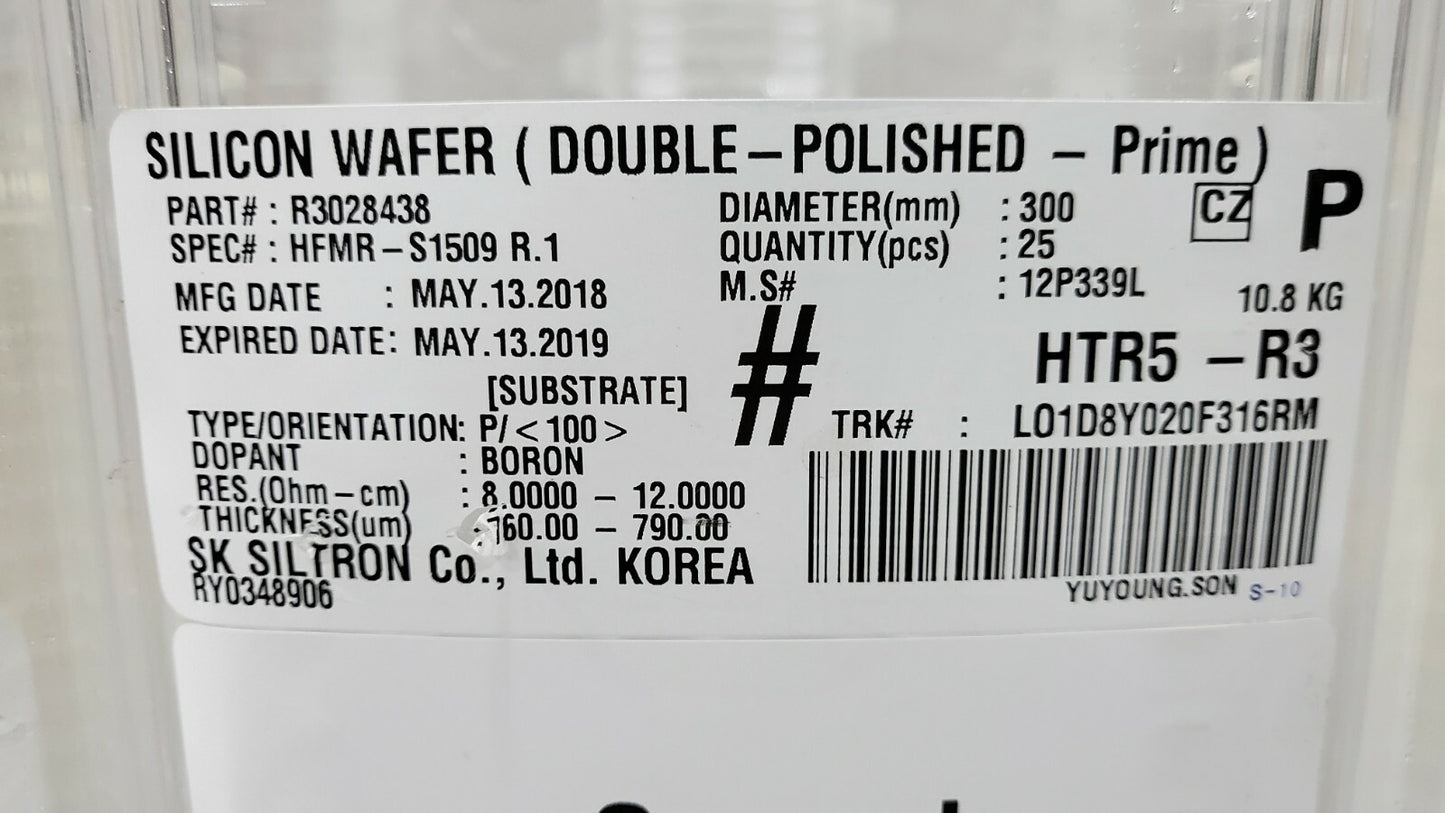 SILICON WAFER ( DOUBLE-POLISHED - Prime )
PART# : R3028438
SPEC# : HFMR-S1509 R.1
MFG DATE : MAY.13.2018
EXPIRED DATE: MAY.13.2019
DIAMETER(mm) : 300
QUANTITY(pcs) : 25
M.S# : 12P339L
CZ
P
10.8 KG
#
HTR5 -R3
[SUBSTRATE]
TYPE/ORIENTATION: P/<100>
DOPANT : BORON
RES.(Ohm-cm) : 8.0000 - 12.0000
THICKNESS(um) : 760.00 - 790.00
SK SILTRON Co., Ltd. KOREA
RY0348906
TRK# : L01D8Y020F316RM
YUYOUNG.SON S-10